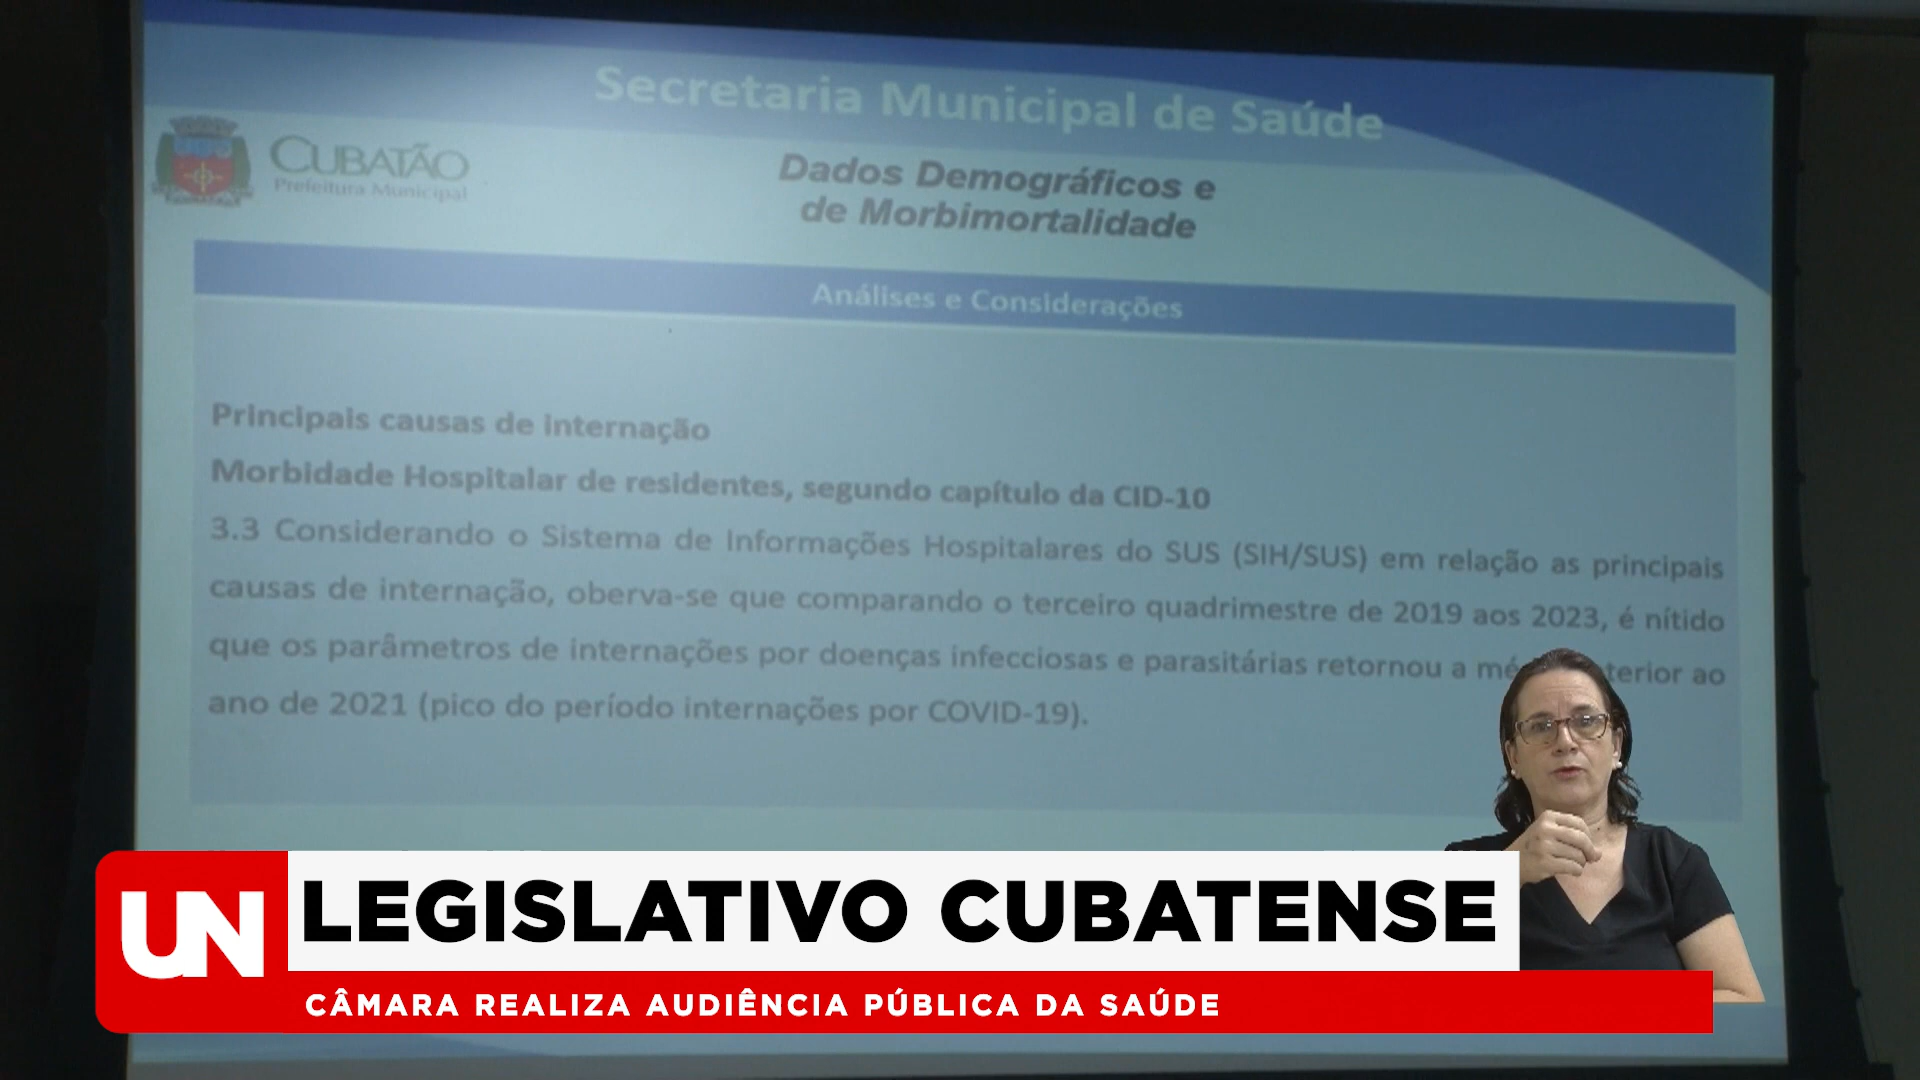 Secretaria Municipal de Saúde
CUBATÃO
Prefeitura Municipal
Dados Demográficos e
de Morbimortalidade
Análises e Considerações
Principais causas de internação
Morbidade Hospitalar de residentes, segundo capítulo da CID-10
3.3 Considerando o Sistema de Informações Hospitalares do SUS (SIH/SUS) em relação as principais
causas de internação, oberva-se que comparando o terceiro quadrimestre de 2019 aos 2023, é nítido
que os parâmetros de internações por doenças infecciosas e parasitárias retornou a ao
ano de 2021 (pico do período internações por COVID-19).
UN
LEGISLATIVO CUBATENSE
CÂMARA REALIZA AUDIÊNCIA PÚBLICA DA SAÚDE